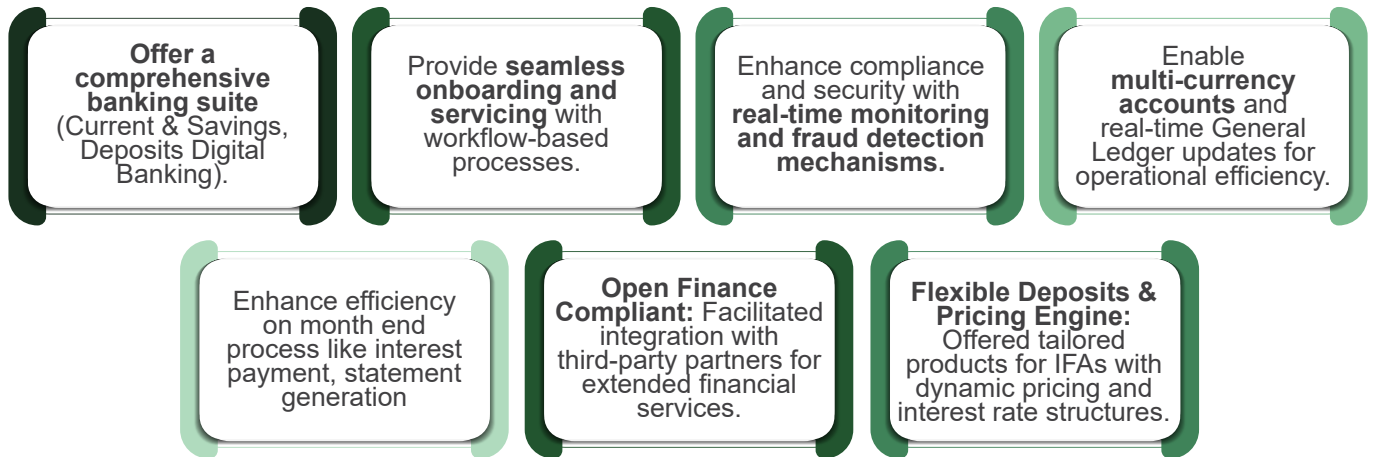 Offer a
comprehensive
banking suite
(Current & Savings,
Deposits Digital
Banking).
Provide seamless
onboarding and
servicing with
workflow-based
processes.
Enhance compliance
and security with
real-time monitoring
and fraud detection
mechanisms.
Enable
multi-currency
accounts and
real-time General
Ledger updates for
operational efficiency.
Enhance efficiency
on month end
process like interest
payment, statement
generation
Open Finance
Compliant: Facilitated
integration with
third-party partners for
extended financial
services.
Flexible Deposits &
Pricing Engine:
Offered tailored
products for IFAs with
dynamic pricing and
interest rate structures.